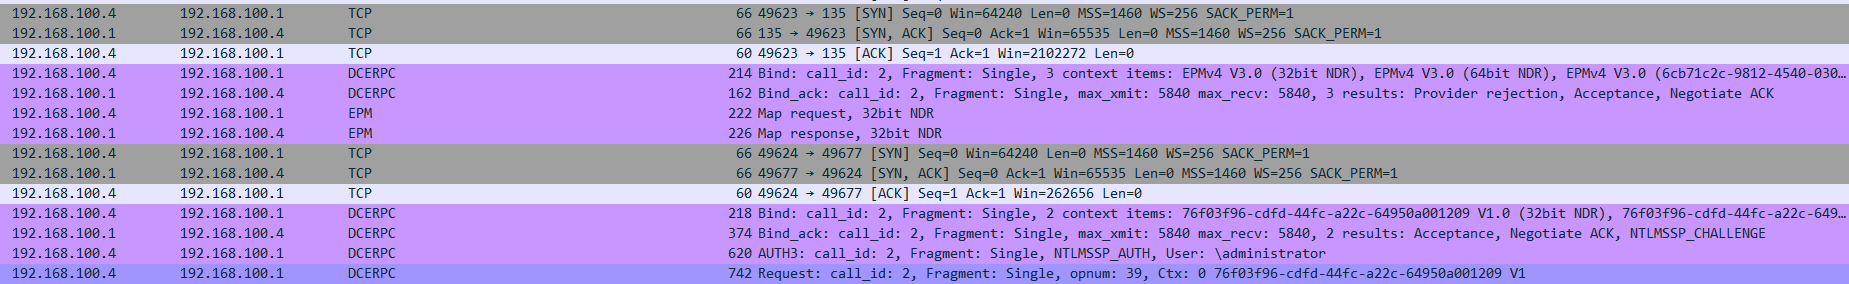 192.168.100.4 192.168.100.1 TCP 66 49623 → 135 [SYN] Seq=0 Win=64240 Len=0 MSS=1460 WS=256 SACK_PERM=1
192.168.100.1 192.168.100.4 TCP 66 135 → 49623 [SYN, ACK] Seq=0 Ack=1 Win=65535 Len=0 MSS=1460 WS=256 SACK_PERM=1
192.168.100.4 192.168.100.1 TCP 60 49623 → 135 [ACK] Seq=1 Ack=1 Win=2102272 Len=0
192.168.100.4 192.168.100.1 DCERPC 214 Bind: call_id: 2, Fragment: Single, 3 context items: EPMv4 V3.0 (32bit NDR), EPMv4 V3.0 (64bit NDR), EPMv4 V3.0 (6cb71c2c-9812-4540-030…
192.168.100.1 192.168.100.4 DCERPC 162 Bind_ack: call_id: 2, Fragment: Single, max_xmit: 5840 max_recv: 5840, 3 results: Provider rejection, Acceptance, Negotiate ACK
192.168.100.4 192.168.100.1 EPM 222 Map request, 32bit NDR
192.168.100.1 192.168.100.4 EPM 226 Map response, 32bit NDR
192.168.100.4 192.168.100.1 TCP 66 49624 → 49677 [SYN] Seq=0 Win=64240 Len=0 MSS=1460 WS=256 SACK_PERM=1
192.168.100.1 192.168.100.4 TCP 66 49677 → 49624 [SYN, ACK] Seq=0 Ack=1 Win=65535 Len=0 MSS=1460 WS=256 SACK_PERM=1
192.168.100.4 192.168.100.1 TCP 60 49624 → 49677 [ACK] Seq=1 Ack=1 Win=262656 Len=0
192.168.100.4 192.168.100.1 DCERPC 218 Bind: call_id: 2, Fragment: Single, 2 context items: 76f03f96-cdfd-44fc-a22c-64950a001209 V1.0 (32bit NDR), 76f03f96-cdfd-44fc-a22c-649…
192.168.100.1 192.168.100.4 DCERPC 374 Bind_ack: call_id: 2, Fragment: Single, max_xmit: 5840 max_recv: 5840, 2 results: Acceptance, Negotiate ACK, NTLMSSP_CHALLENGE
192.168.100.4 192.168.100.1 DCERPC 620 AUTH3: call_id: 2, Fragment: Single, NTLMSSP_AUTH, User: \administrator
192.168.100.4 192.168.100.1 DCERPC 742 Request: call_id: 2, Fragment: Single, opnum: 39, Ctx: 0 76f03f96-cdfd-44fc-a22c-64950a001209 V1